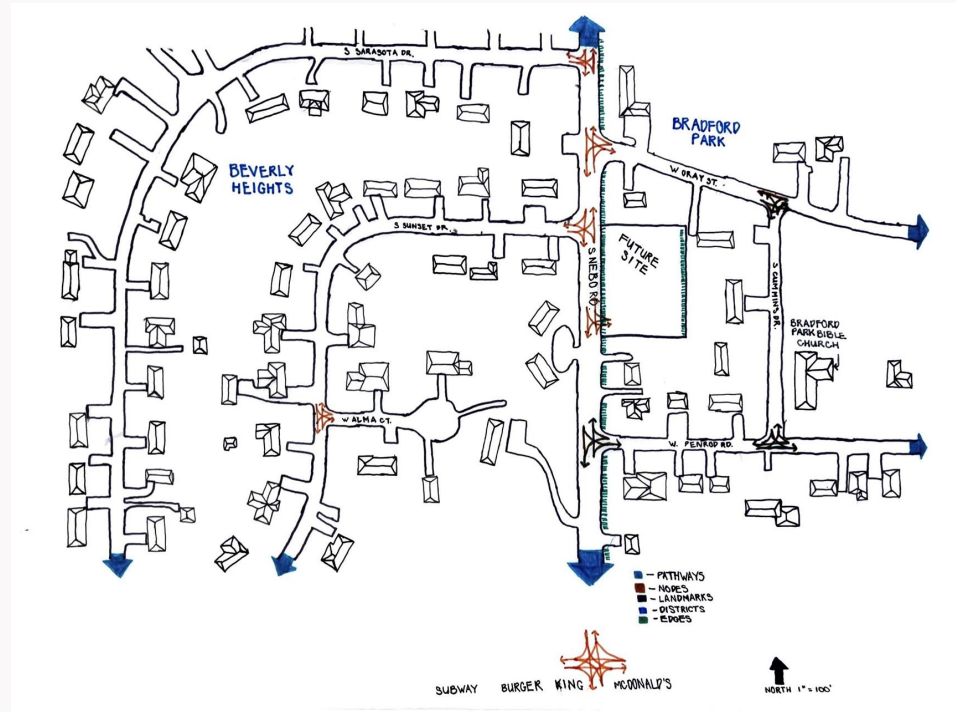 S SARASOTA DR.
BRADFORD
PARK
W ORAY ST.
BEVERLY
HEIGHTS
S SUNSET DR.
S NEBO RD.
FUTURE
SITE
S CUMMINS DR.
BRADFORD
PARK BIBLE
CHURCH
W ALMA CT.
W. PENROD RD.
- PATHWAYS
- NODES
- LANDMARKS
- DISTRICTS
- EDGES
SUBWAY BURGER KING MCDONALD'S
NORTH 1" = 100'